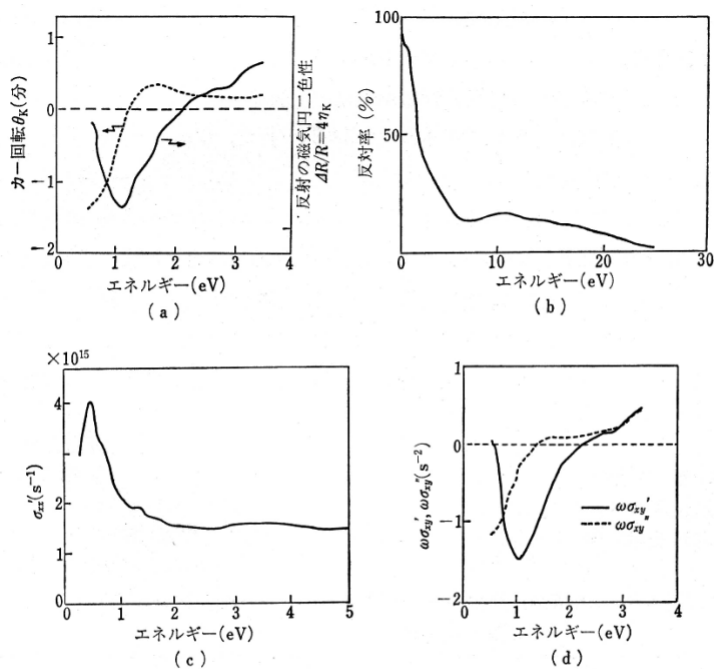 1
0
−1
−2
カー回転θK(分)
0 1 2 3 4
エネルギー(eV)
(a)
反射の磁気円二色性
ΔR/R=4ηK
100
50
反対率(%)
0 10 20 30
エネルギー(eV)
(b)
×10¹⁵
4
3
2
1
0
σxx′(s⁻¹)
0 1 2 3 4 5
エネルギー(eV)
(c)
1
0
−1
−2
ωσxy′, ωσxy″(s⁻²)
ωσxy′
ωσxy″
0 1 2 3 4
エネルギー(eV)
(d)